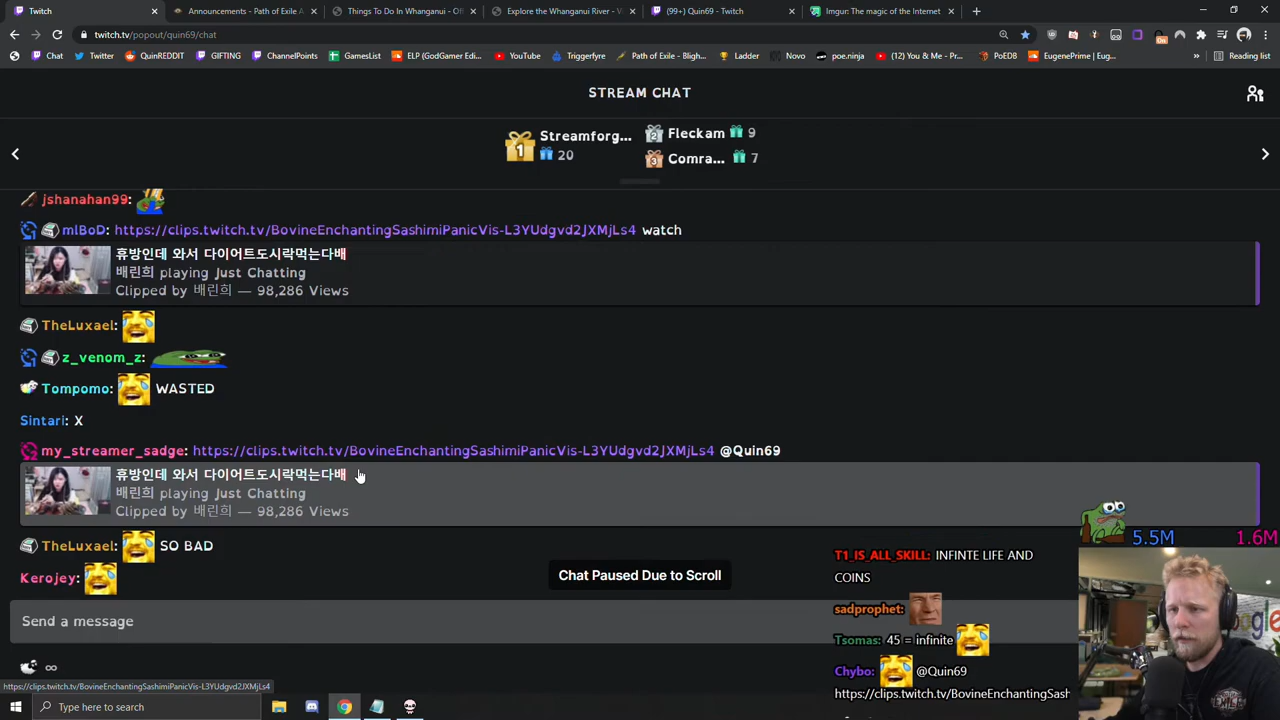 Twitch
Announcements - Path of Exile A
Things To Do In Whanganui - Off
Explore the Whanganui River - V
(99+) Quin69 - Twitch
Imgur: The magic of the Internet
twitch.tv/popout/quin69/chat
Chat
Twitter
QuinREDDIT
GIFTING
ChannelPoints
GamesList
ELP (GodGamer Edi...
YouTube
Triggerfyre
Path of Exile - Bligh...
Ladder
Novo
poe.ninja
(12) You & Me - Pr...
PoEDB
EugenePrime | Eug...
Reading list
STREAM CHAT
1
Streamforg...
20
2
Fleckam 9
3
Comra... 7
jshanahan99:
mlBoD: https://clips.twitch.tv/BovineEnchantingSashimiPanicVis-L3YUdgvd2JXMjLs4 watch
휴방인데 와서 다이어트도시락먹는다배
배린희 playing Just Chatting
Clipped by 배린희 — 98,286 Views
TheLuxael:
z_venom_z:
Tompomo: WASTED
Sintari: X
my_streamer_sadge: https://clips.twitch.tv/BovineEnchantingSashimiPanicVis-L3YUdgvd2JXMjLs4 @Quin69
휴방인데 와서 다이어트도시락먹는다배
배린희 playing Just Chatting
Clipped by 배린희 — 98,286 Views
TheLuxael: SO BAD
Kerojey:
Chat Paused Due to Scroll
Send a message
∞
5.5M
1.6M
T1_IS_ALL_SKILL: INFINITE LIFE AND
COINS
sadprophet:
Tsomas: 45 = infinite
Chybo: @Quin69
https://clips.twitch.tv/BovineEnchantingSash
https://clips.twitch.tv/BovineEnchantingSashimiPanicVis-L3YUdgvd2JXMjLs4
Type here to search